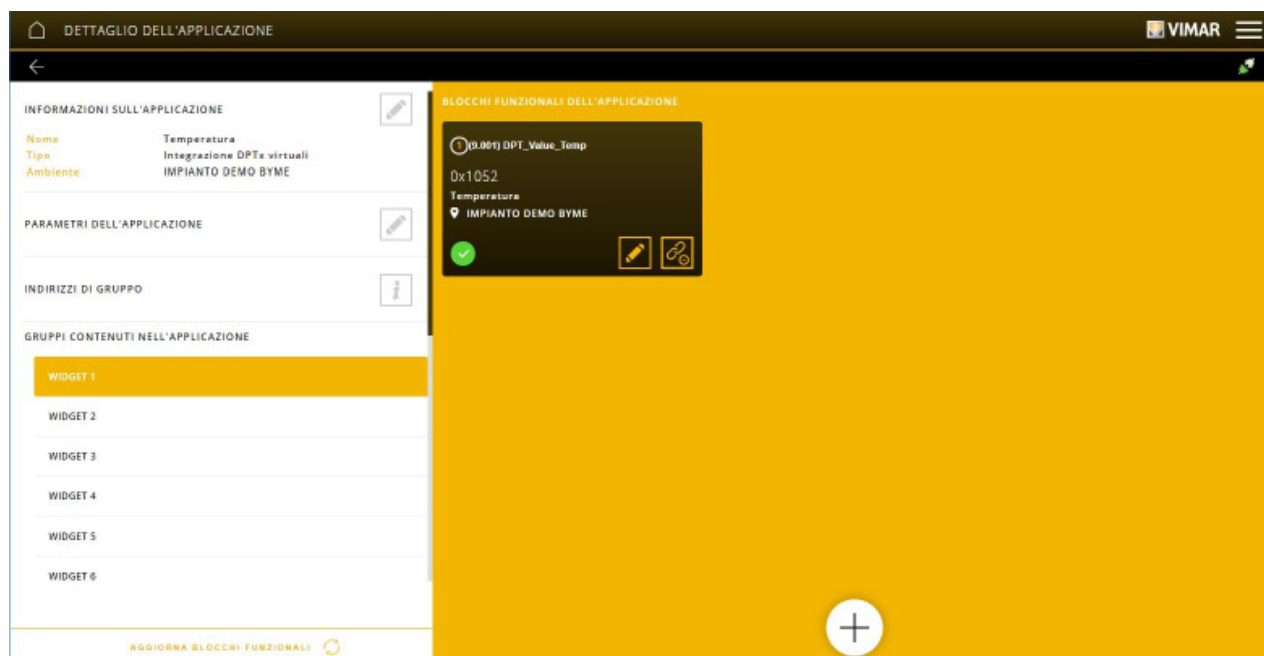 DETTAGLIO DELL'APPLICAZIONE
VIMAR
INFORMAZIONI SULL'APPLICAZIONE
Nome Temperatura
Tipo Integrazione DPTx virtuali
Ambiente IMPIANTO DEMO BYME
PARAMETRI DELL'APPLICAZIONE
INDIRIZZI DI GRUPPO
i
GRUPPI CONTENUTI NELL'APPLICAZIONE
WIDGET 1
WIDGET 2
WIDGET 3
WIDGET 4
WIDGET 5
WIDGET 6
AGGIORNA BLOCCHI FUNZIONALI
BLOCCHI FUNZIONALI DELL'APPLICAZIONE
1 (9.001) DPT_Value_Temp
0x1052
Temperatura
IMPIANTO DEMO BYME